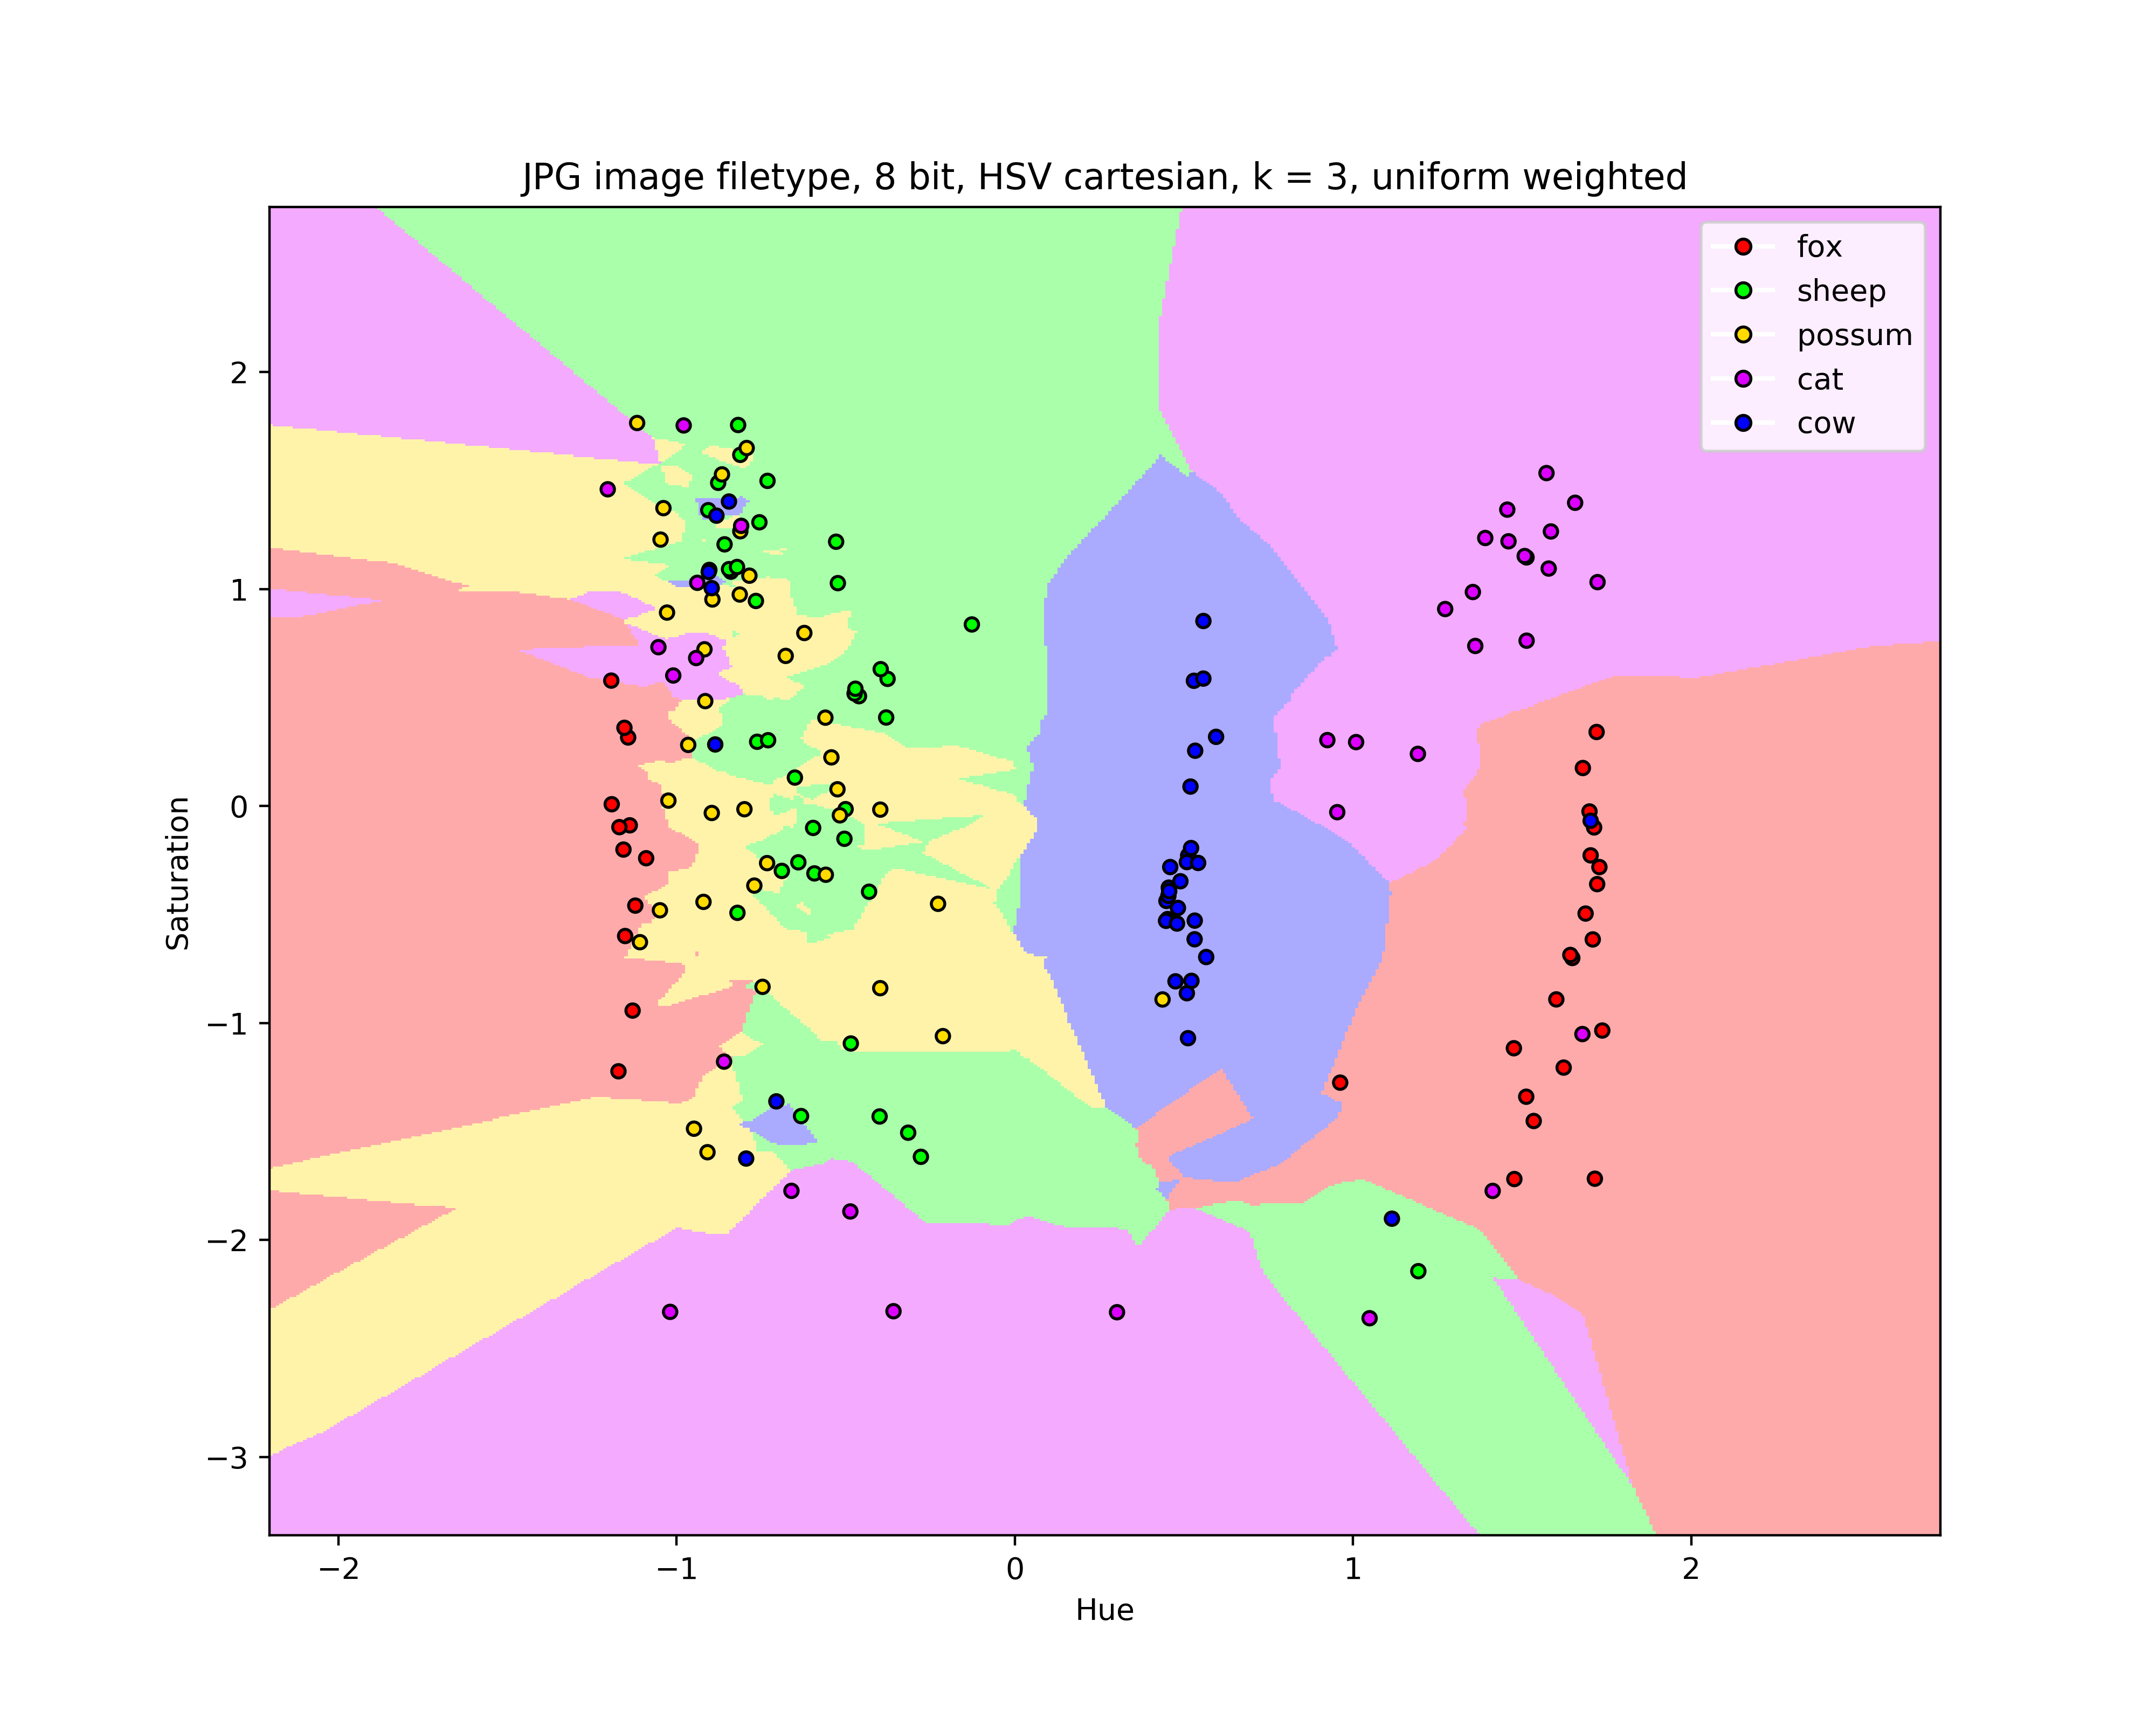 JPG image filetype, 8 bit, HSV cartesian, k = 3, uniform weighted
fox
sheep
possum
cat
cow
2
1
0
−1
−2
−3
Saturation
−2
−1
0
1
2
Hue